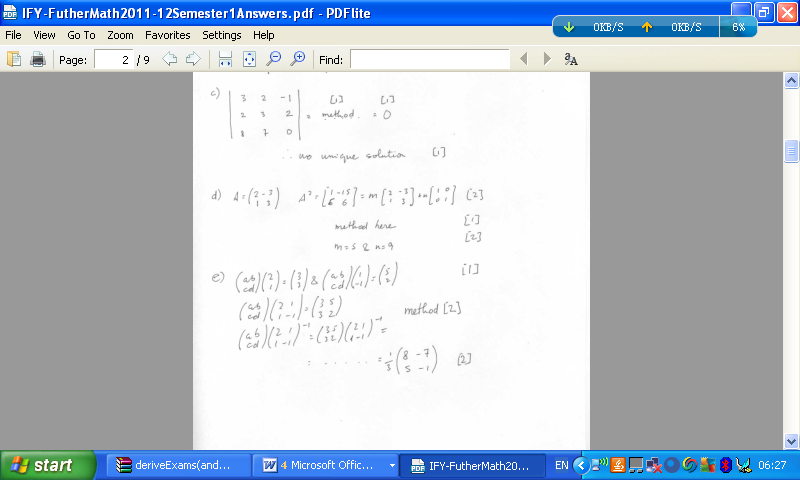 IFY-FutherMath2011-12Semester1Answers.pdf - PDFlite
File View Go To Zoom Favorites Settings Help
0KB/S 0KB/S 6%
Page: 2 / 9 Find:
c) | 3 2 -1 | [1] [1]
| 2 3 2 | = method. = 0
| 8 7 0 |
∴ no unique solution [1]
d) A = (2 -3 / 1 3) A² = [1 -15 / 5 6] = m [2 -3 / 1 3] + n [1 0 / 0 1] [2]
method here [1]
m=5 & n=9 [2]
e) (a b / c d)(2 / 1) = (3 / 3) & (a b / c d)(1 / -1) = (5 / 2) [1]
(a b / c d)(2 1 / 1 -1) = (3 5 / 3 2) method [2]
(a b / c d)(2 1 / 1 -1)⁻¹ = (3 5 / 3 2)(2 1 / 1 -1)⁻¹ =
= . . . . . . = 1/3 (8 -7 / 5 -1) [2]
start deriveExams(and... 4 Microsoft Offic... IFY-FutherMath20... EN 06:27